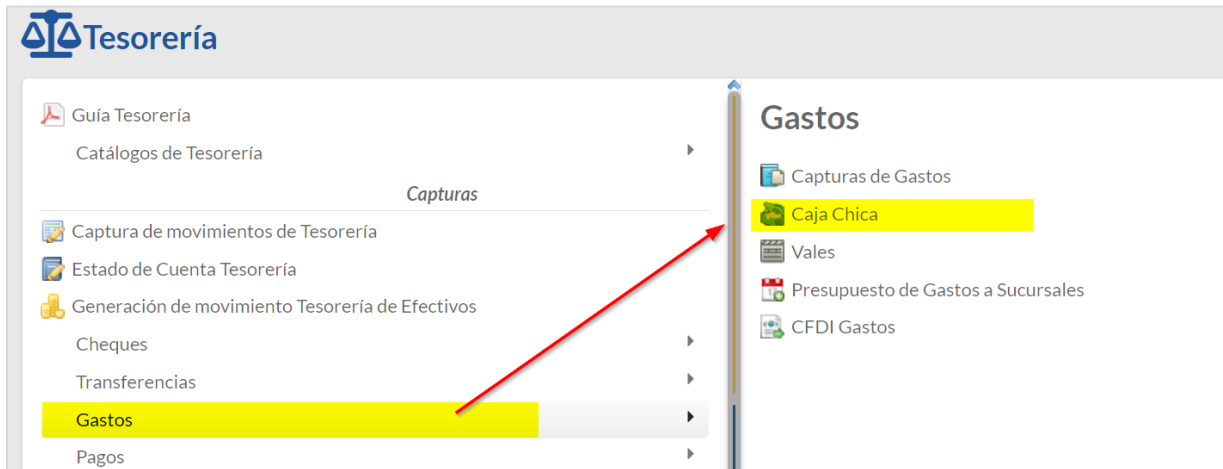 Tesorería
Guía Tesorería
Catálogos de Tesorería
Capturas
Captura de movimientos de Tesorería
Estado de Cuenta Tesorería
Generación de movimiento Tesorería de Efectivos
Cheques
Transferencias
Gastos
Pagos
Gastos
Capturas de Gastos
Caja Chica
Vales
Presupuesto de Gastos a Sucursales
CFDI Gastos